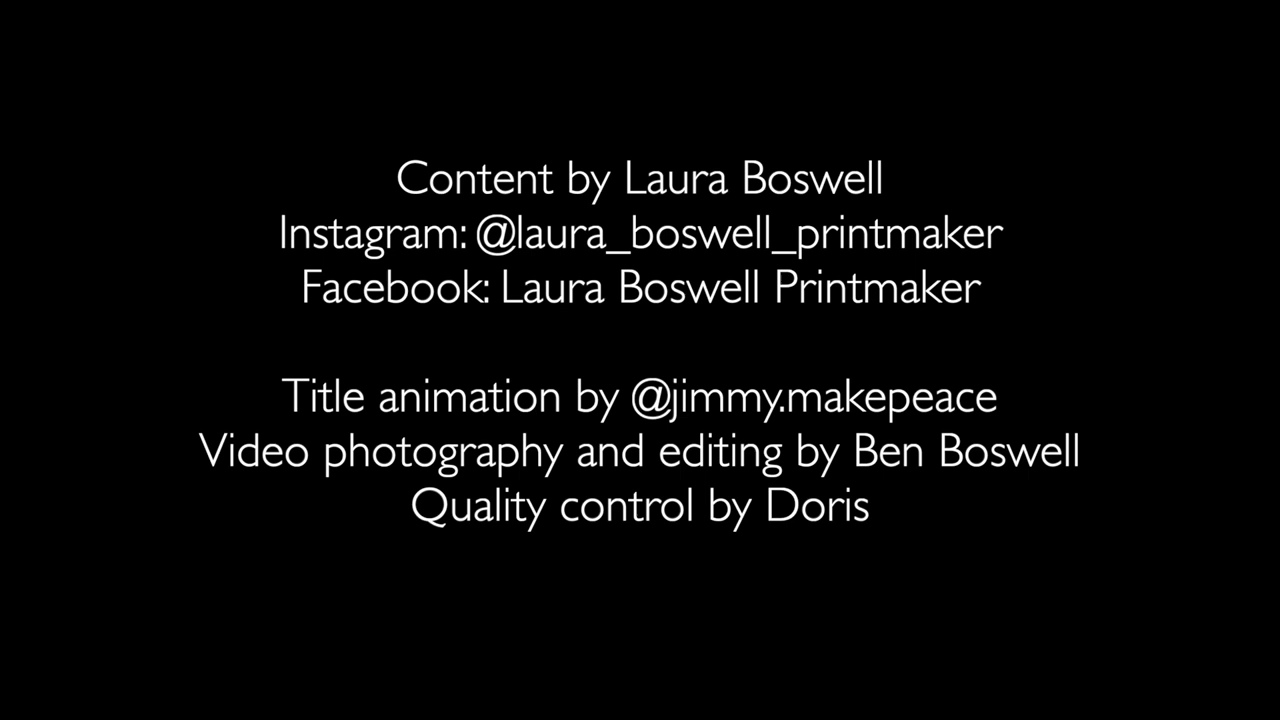 Content by Laura Boswell
Instagram: @laura_boswell_printmaker
Facebook: Laura Boswell Printmaker
Title animation by @jimmy.makepeace
Video photography and editing by Ben Boswell
Quality control by Doris